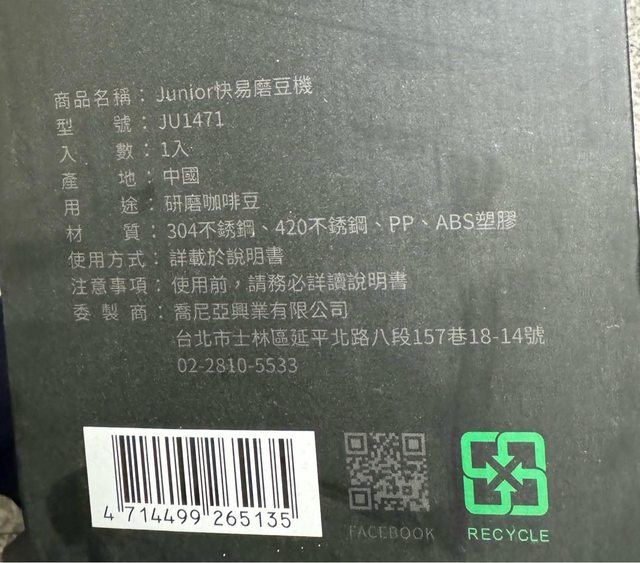 商品名稱：Junior快易磨豆機
型　號：JU1471
入　數：1入
產　地：中國
用　途：研磨咖啡豆
材　質：304不銹鋼、420不銹鋼、PP、ABS塑膠
使用方式：詳載於說明書
注意事項：使用前，請務必詳讀說明書
委 製 商：喬尼亞興業有限公司
台北市士林區延平北路八段157巷18-14號
02-2810-5533
4 714499 265135
FACEBOOK
RECYCLE